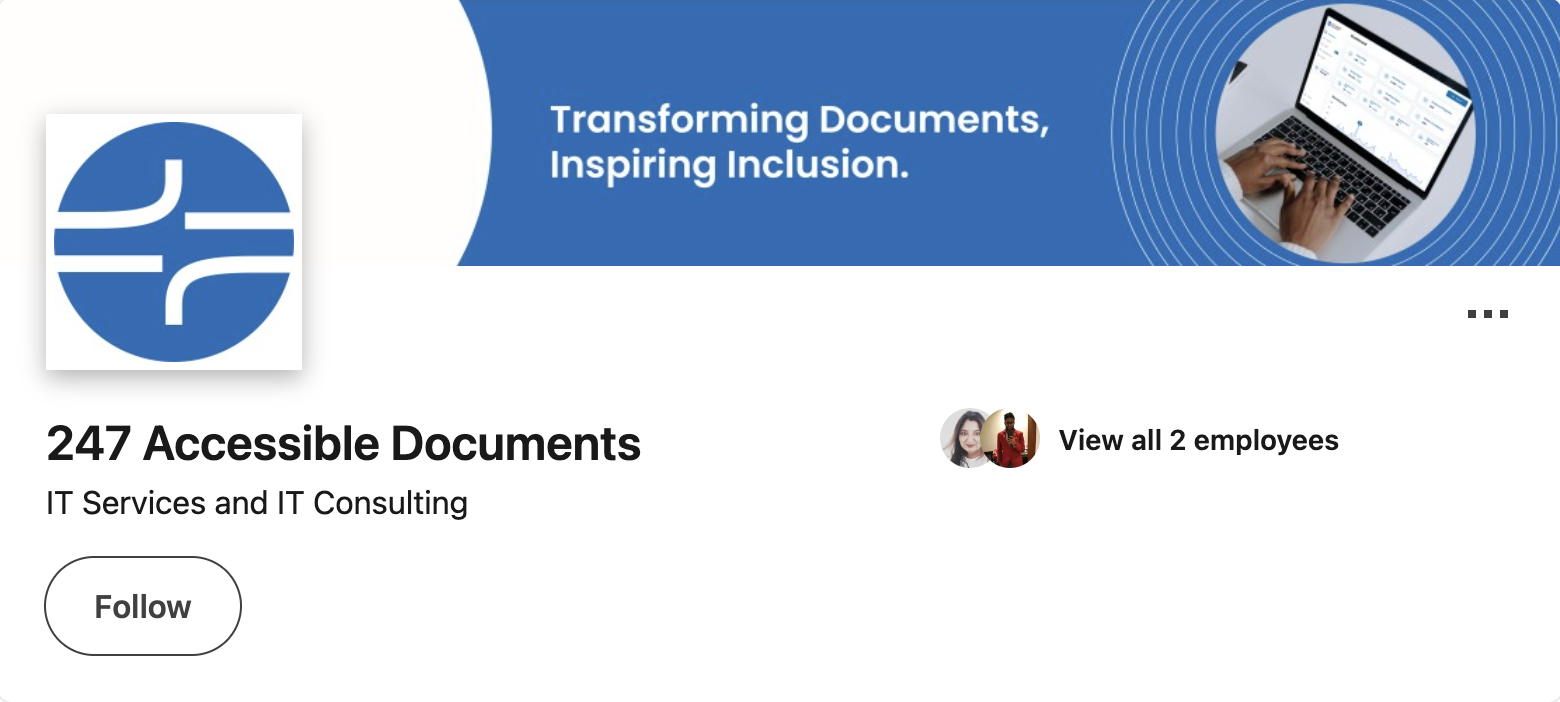 Transforming Documents,
Inspiring Inclusion.
247 Accessible Documents
View all 2 employees
IT Services and IT Consulting
Follow